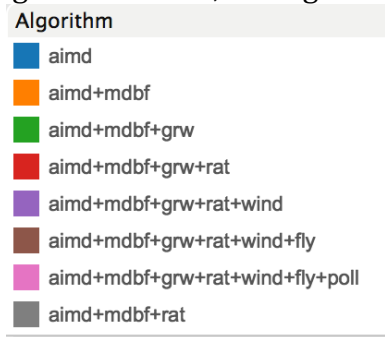 Algorithm
aimd
aimd+mdbf
aimd+mdbf+grw
aimd+mdbf+grw+rat
aimd+mdbf+grw+rat+wind
aimd+mdbf+grw+rat+wind+fly
aimd+mdbf+grw+rat+wind+fly+poll
aimd+mdbf+rat